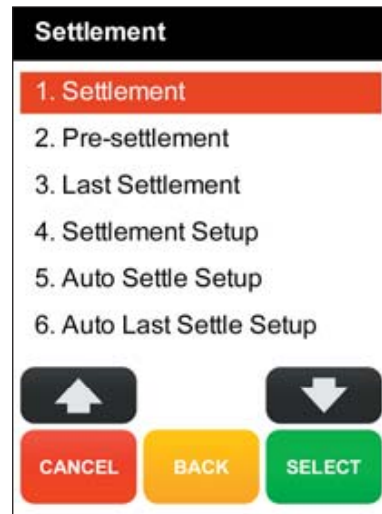 Settlement
1. Settlement
2. Pre-settlement
3. Last Settlement
4. Settlement Setup
5. Auto Settle Setup
6. Auto Last Settle Setup
CANCEL BACK SELECT